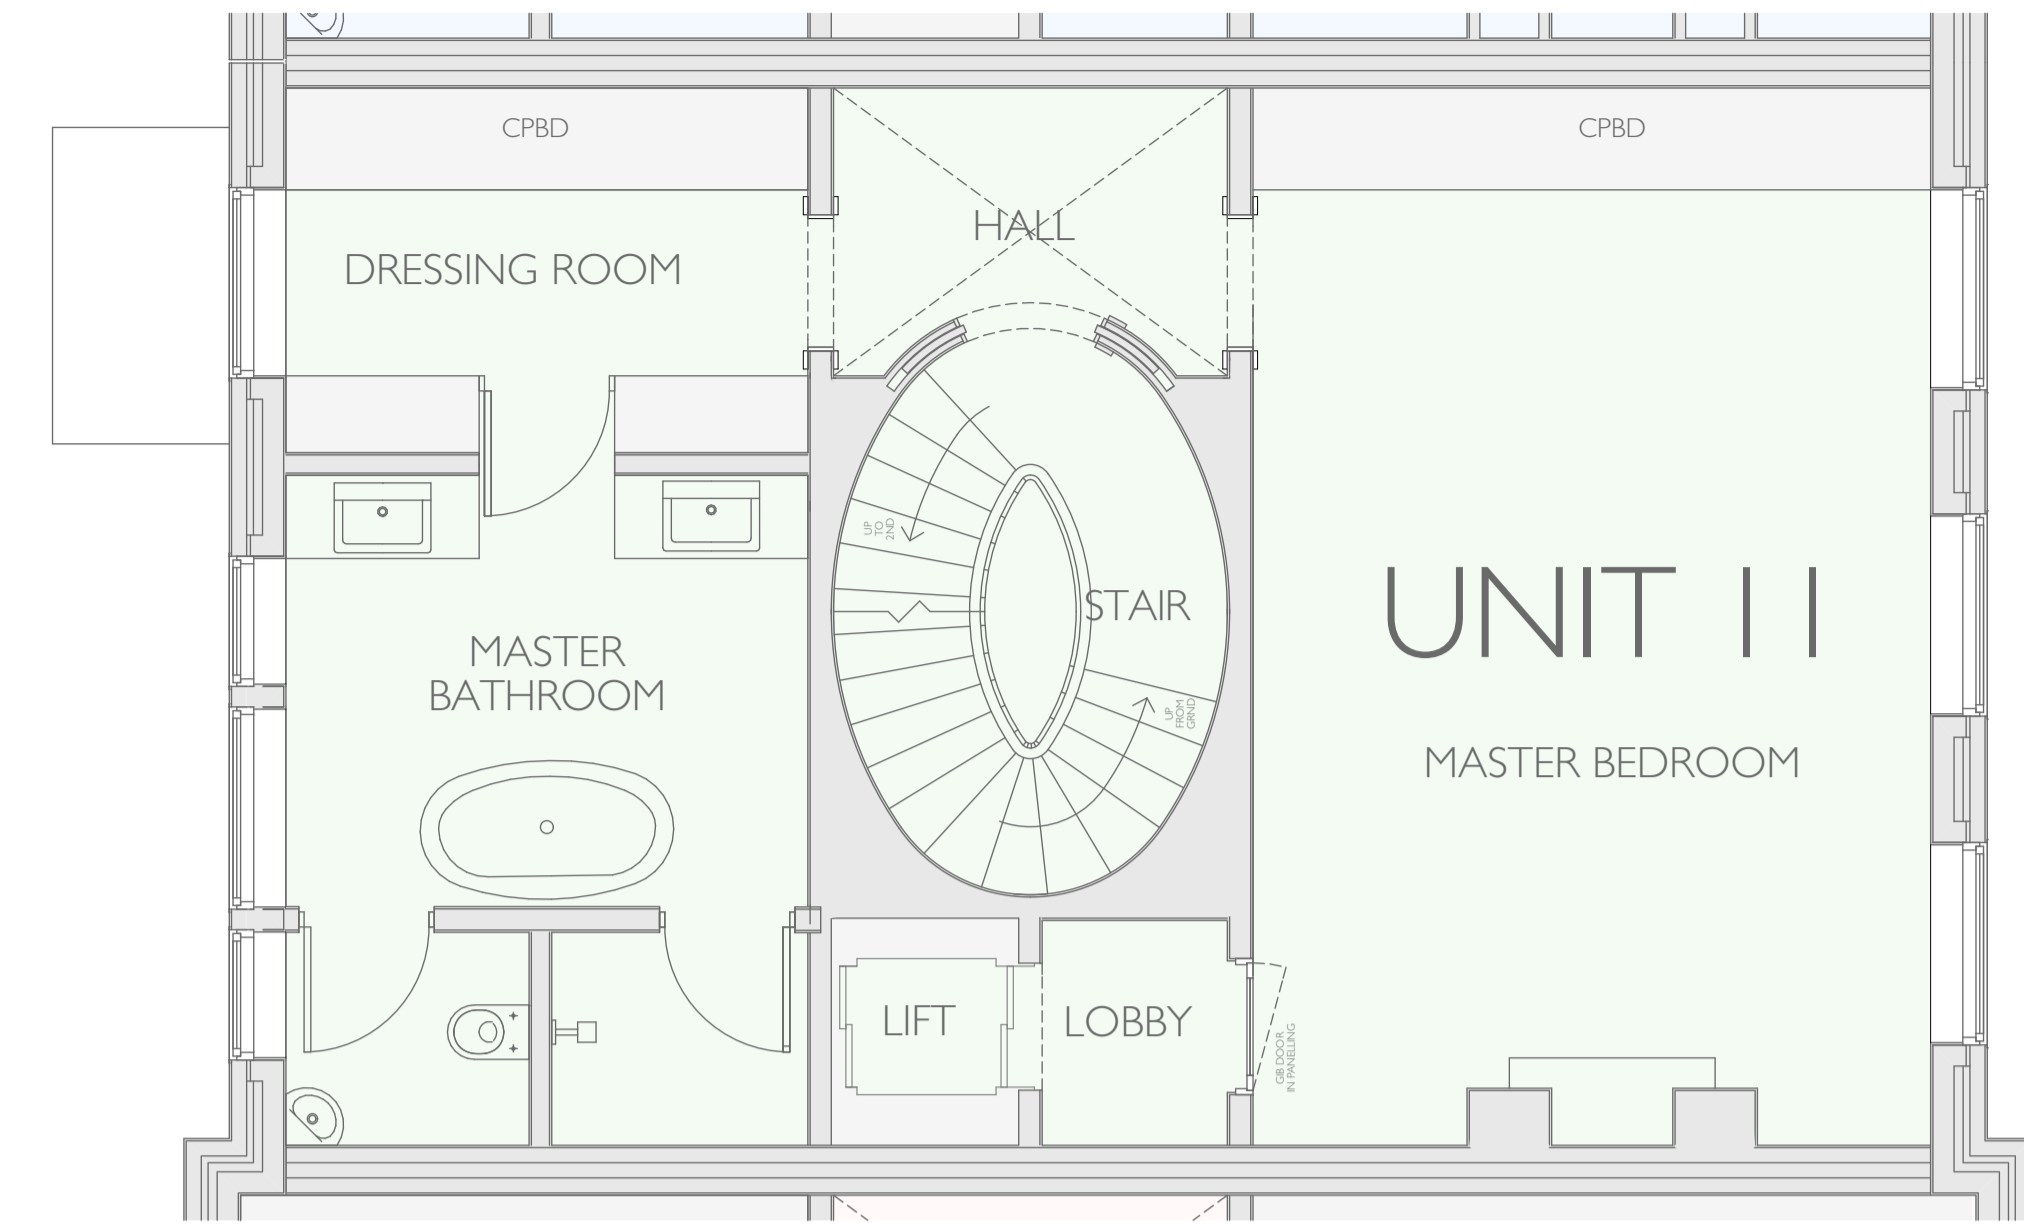 CPBD
CPBD
HALL
DRESSING ROOM
UP
TO
2ND
STAIR
UNIT 11
MASTER
BATHROOM
UP
FROM
GRND
MASTER BEDROOM
LIFT
LOBBY
GIB DOOR
IN PANELLING